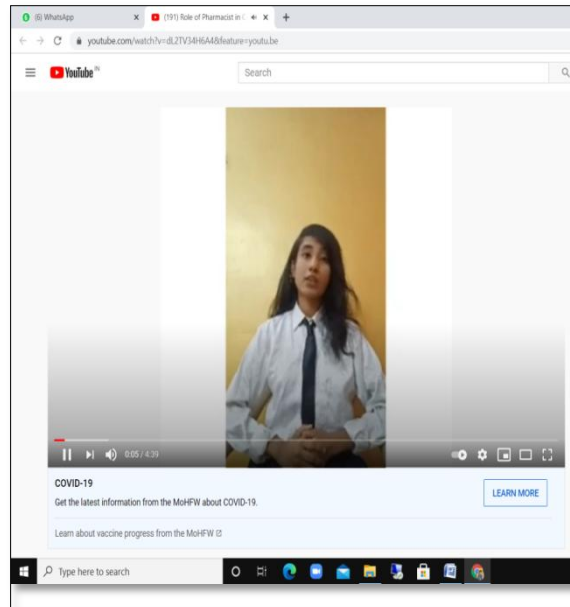 (6) WhatsApp
(191) Role of Pharmacist in C
youtube.com/watch?v=dL2TV34H6A4&feature=youtu.be
YouTube IN
Search
0:05 / 4:39
COVID-19
Get the latest information from the MoHFW about COVID-19.
LEARN MORE
Learn about vaccine progress from the MoHFW
Type here to search